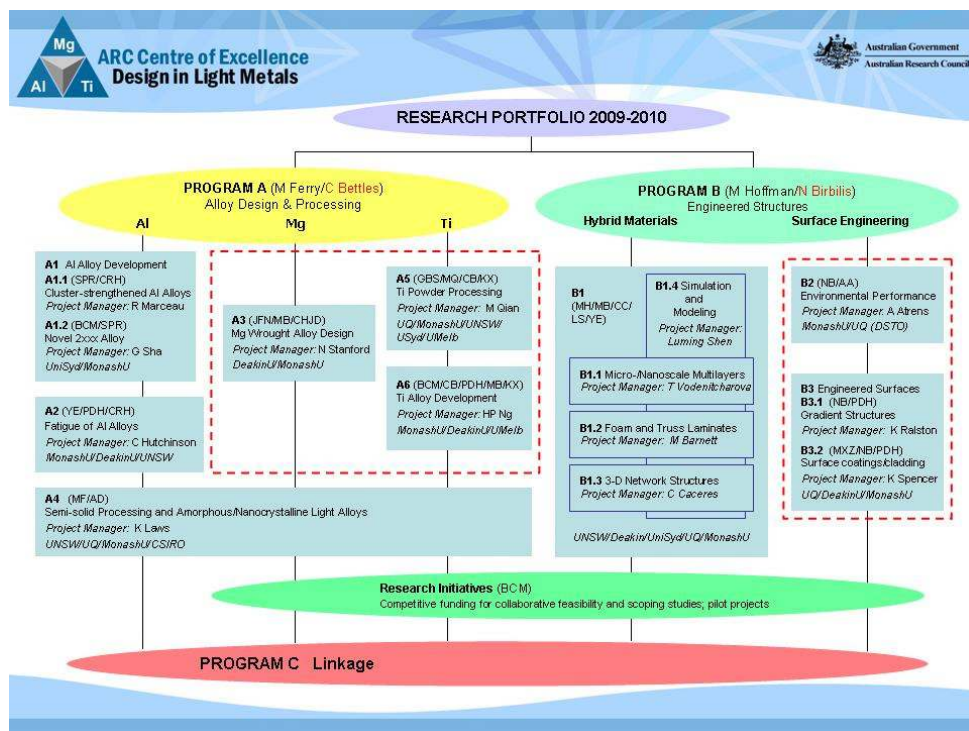 Mg
Al
Ti
ARC Centre of Excellence
Design in Light Metals
Australian Government
Australian Research Council
RESEARCH PORTFOLIO 2009-2010
PROGRAM A (M Ferry/C Bettles)
Alloy Design & Processing
Al
Mg
Ti
PROGRAM B (M Hoffman/N Birbilis)
Engineered Structures
Hybrid Materials
Surface Engineering
A1 Al Alloy Development
A1.1 (SPR/CRH)
Cluster-strengthened Al Alloys
Project Manager: R Marceau
A1.2 (BCM/SPR)
Novel 2xxx Alloy
Project Manager: G Sha
UniSyd/MonashU
A2 (YE/PDH/CRH)
Fatigue of Al Alloys
Project Manager: C Hutchinson
MonashU/DeakinU/UNSW
A3 (JFN/MB/CHJD)
Mg Wrought Alloy Design
Project Manager: N Stanford
DeakinU/MonashU
A5 (GBS/MQ/CB/KX)
Ti Powder Processing
Project Manager: M Qian
UQ/MonashU/UNSW/
USyd/UMelb
A6 (BCM/CB/PDH/MB/KX)
Ti Alloy Development
Project Manager: HP Ng
MonashU/DeakinU/UMelb
A4 (MF/AD)
Semi-solid Processing and Amorphous/Nanocrystalline Light Alloys
Project Manager: K Laws
UNSW/UQ/MonashU/CSIRO
B1
(MH/MB/CC/
LS/YE)
B1.4 Simulation
and
Modeling
Project Manager:
Luming Shen
B1.1 Micro-/Nanoscale Multilayers
Project Manager: T Vodenitcharova
B1.2 Foam and Truss Laminates
Project Manager: M Barnett
B1.3 3-D Network Structures
Project Manager: C Caceres
UNSW/Deakin/UniSyd/UQ/MonashU
B2 (NB/AA)
Environmental Performance
Project Manager: A Atrens
MonashU/UQ (DSTO)
B3 Engineered Surfaces
B3.1 (NB/PDH)
Gradient Structures
Project Manager: K Ralston
B3.2 (MXZ/NB/PDH)
Surface coatings/cladding
Project Manager: K Spencer
UQ/DeakinU/MonashU
Research Initiatives (BCM)
Competitive funding for collaborative feasibility and scoping studies; pilot projects
PROGRAM C Linkage